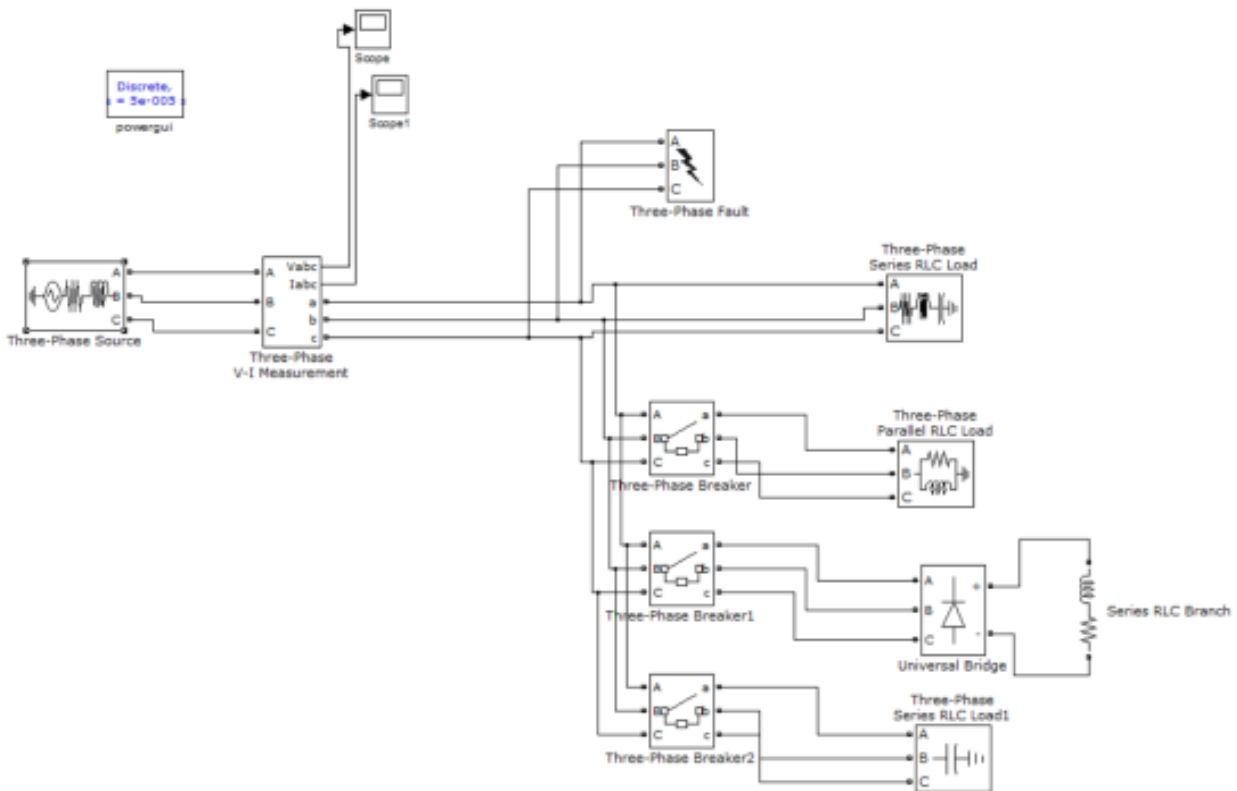 Scope
Discrete,
= 5e-005
powergui
Scope1
A
B
C
Three-Phase Fault
Three-Phase
Series RLC Load
A
B
C
A
B
C
Three-Phase Source
A
B
C
Vabc
Iabc
a
b
c
Three-Phase
V-I Measurement
A
B
C
a
b
c
Three-Phase Breaker
Three-Phase
Parallel RLC Load
A
B
C
A
B
C
a
b
c
Three-Phase Breaker1
A
B
C
+
-
Universal Bridge
Series RLC Branch
A
B
C
a
b
c
Three-Phase Breaker2
Three-Phase
Series RLC Load1
A
B
C